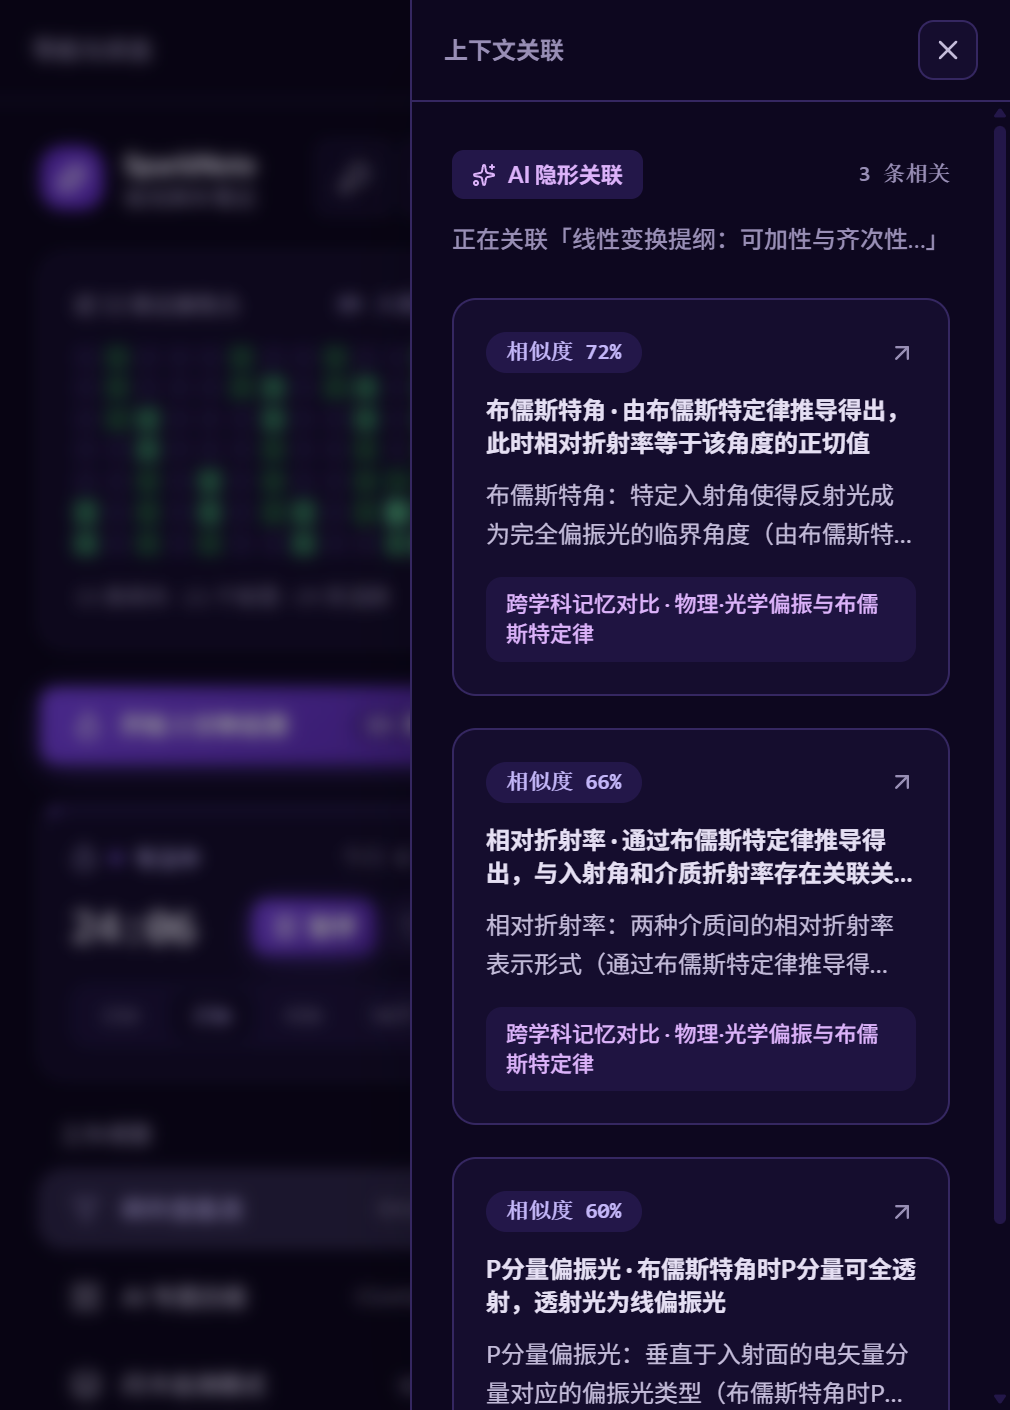 上下文关联
AI 隐形关联
3 条相关
正在关联「线性变换提纲：可加性与齐次性...」
相似度 72%
布儒斯特角 · 由布儒斯特定律推导得出，
此时相对折射率等于该角度的正切值
布儒斯特角：特定入射角使得反射光成
为完全偏振光的临界角度（由布儒斯特...
跨学科记忆对比 · 物理·光学偏振与布儒
斯特定律
相似度 66%
相对折射率 · 通过布儒斯特定律推导得
出，与入射角和介质折射率存在关联关...
相对折射率：两种介质间的相对折射率
表示形式（通过布儒斯特定律推导得...
跨学科记忆对比 · 物理·光学偏振与布儒
斯特定律
相似度 60%
P分量偏振光 · 布儒斯特角时P分量可全透
射，透射光为线偏振光
P分量偏振光：垂直于入射面的电矢量分
量对应的偏振光类型（布儒斯特角时P...
24:06